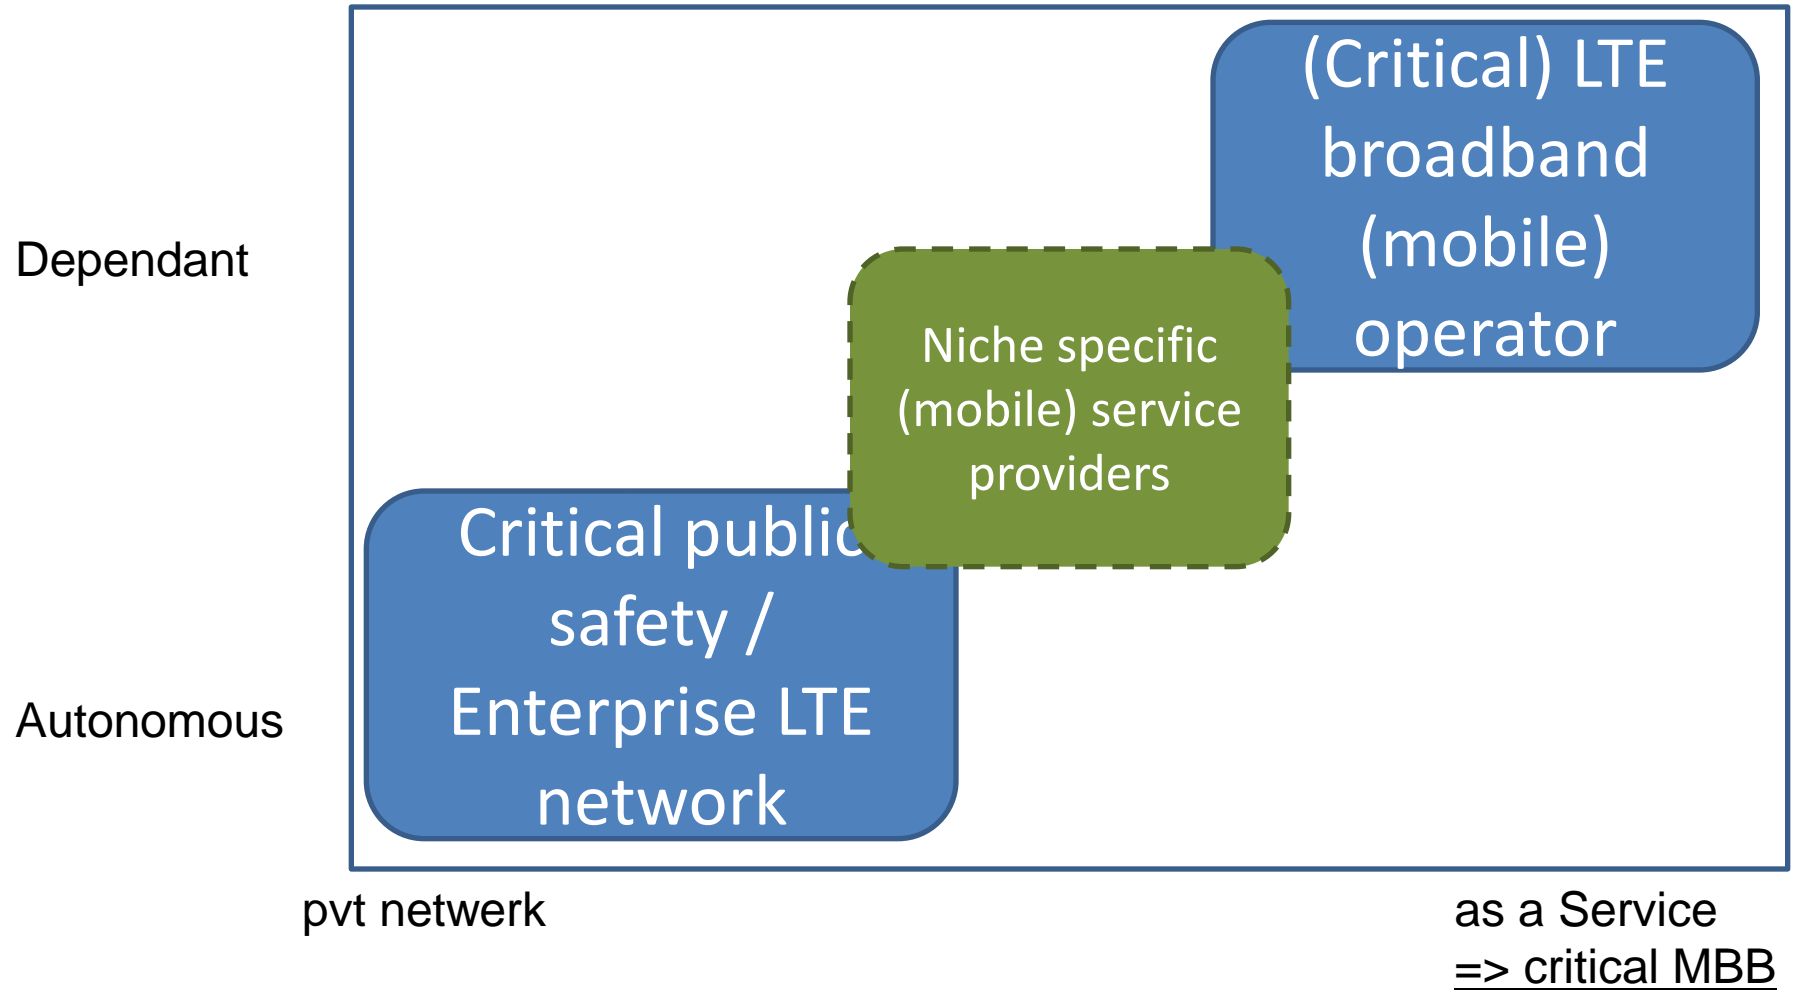 (Critical) LTE
broadband
(mobile)
operator
Dependant
Niche specific
(mobile) service
providers
Critical public
safety /
Enterprise LTE
network
Autonomous
pvt netwerk
as a Service
=> critical MBB